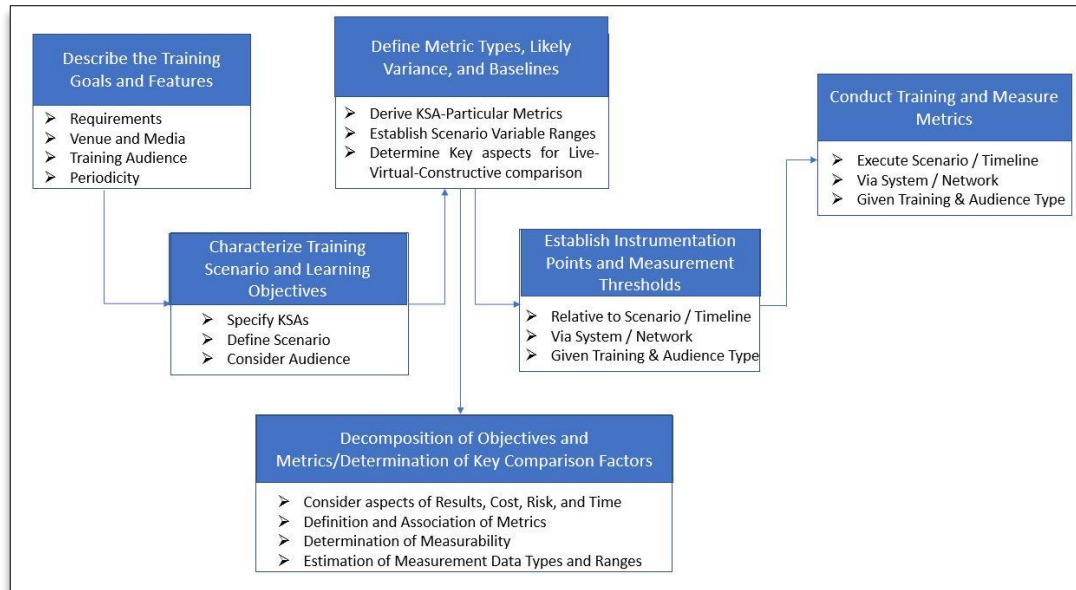 Describe the Training
Goals and Features
➢ Requirements
➢ Venue and Media
➢ Training Audience
➢ Periodicity
Characterize Training
Scenario and Learning
Objectives
➢ Specify KSAs
➢ Define Scenario
➢ Consider Audience
Define Metric Types, Likely
Variance, and Baselines
➢ Derive KSA-Particular Metrics
➢ Establish Scenario Variable Ranges
➢ Determine Key aspects for Live-
Virtual-Constructive comparison
Decomposition of Objectives and
Metrics/Determination of Key Comparison Factors
➢ Consider aspects of Results, Cost, Risk, and Time
➢ Definition and Association of Metrics
➢ Determination of Measurability
➢ Estimation of Measurement Data Types and Ranges
Establish Instrumentation
Points and Measurement
Thresholds
➢ Relative to Scenario / Timeline
➢ Via System / Network
➢ Given Training & Audience Type
Conduct Training and Measure
Metrics
➢ Execute Scenario / Timeline
➢ Via System / Network
➢ Given Training & Audience Type